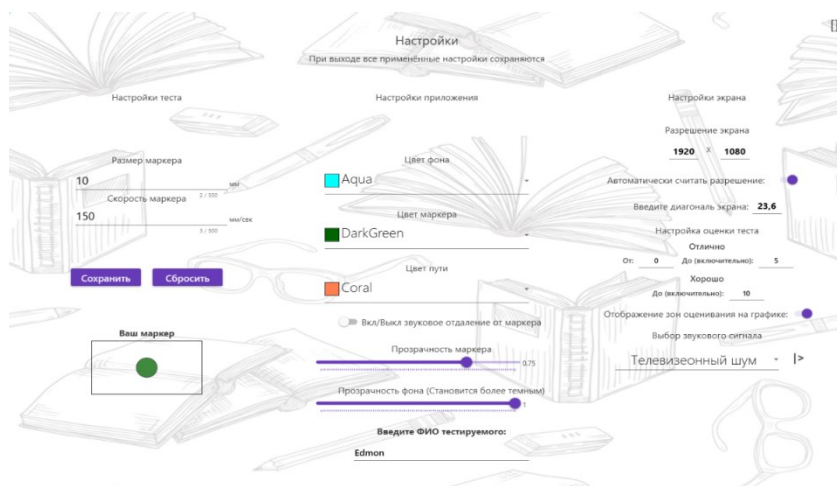 Настройки
При выходе все применённые настройки сохраняются
Настройки теста
Размер маркера
10
мм
2 / 500
Скорость маркера
150
мм/сек
3 / 500
Сохранить Сбросить
Ваш маркер
Настройки приложения
Цвет фона
Aqua
Цвет маркера
DarkGreen
Цвет пути
Coral
Вкл/Выкл звуковое отдаление от маркера
Прозрачность маркера
0,75
Прозрачность фона (Становится более темным)
1
Введите ФИО тестируемого:
Edmon
Настройки экрана
Разрешение экрана
1920 X 1080
Автоматически считать разрешение:
Введите диагональ экрана: 23,6
Настройка оценки теста
Отлично
От: 0 До (включительно): 5
Хорошо
До (включительно): 10
Отображение зон оценивания на графике:
Выбор звукового сигнала
Телевизеонный шум |>